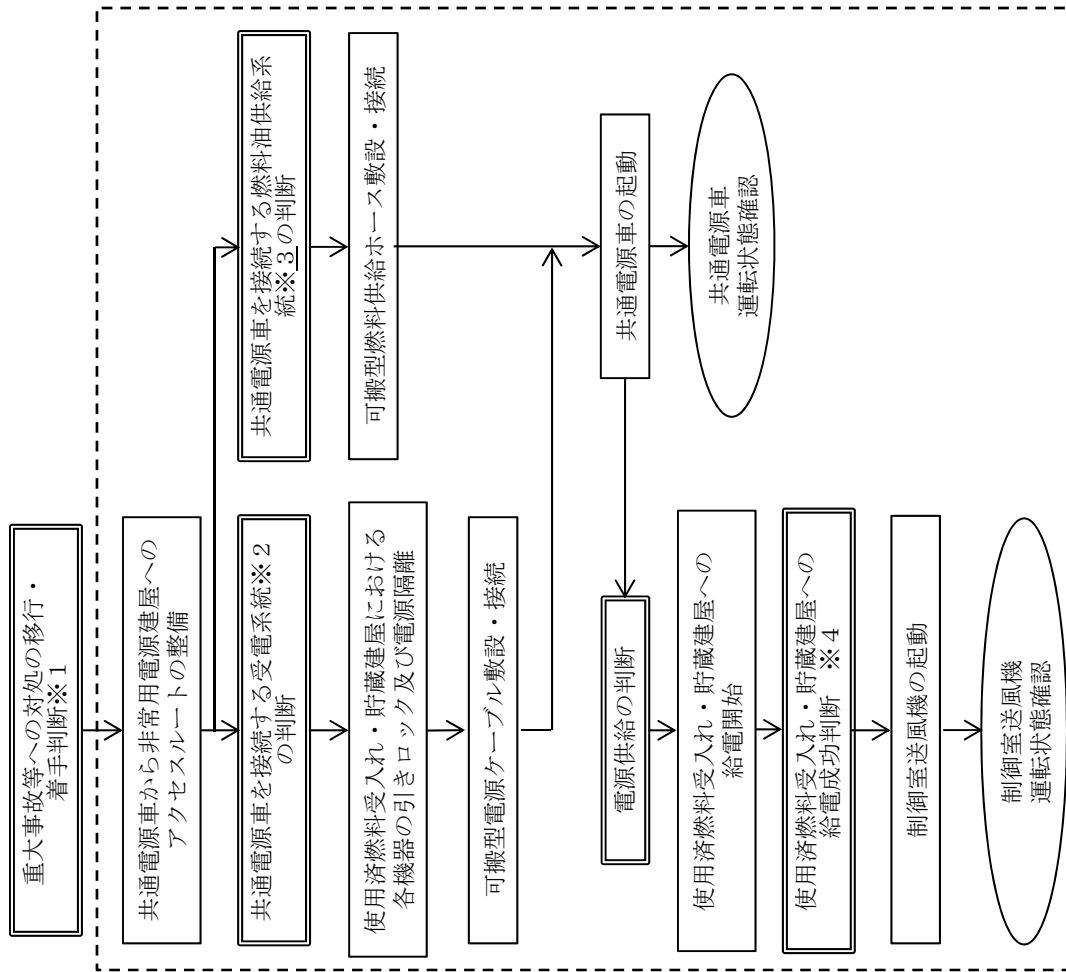 重大事故等への対処の移行・
着手判断※1
共通電源車から非常用電源建屋への
アクセスルートの整備
共通電源車を接続する受電系統※2
の判断
使用済燃料受入れ・貯蔵建屋における
各機器の引きロック及び電源隔離
可搬型電源ケーブル敷設・接続
共通電源車を接続する燃料油供給系
統※3の判断
可搬型燃料供給ホース敷設・接続
共通電源車の起動
共通電源車
運転状態確認
電源供給の判断
使用済燃料受入れ・貯蔵建屋への
給電開始
使用済燃料受入れ・貯蔵建屋への
給電成功判断 ※4
制御室送風機の起動
制御室送風機
運転状態確認